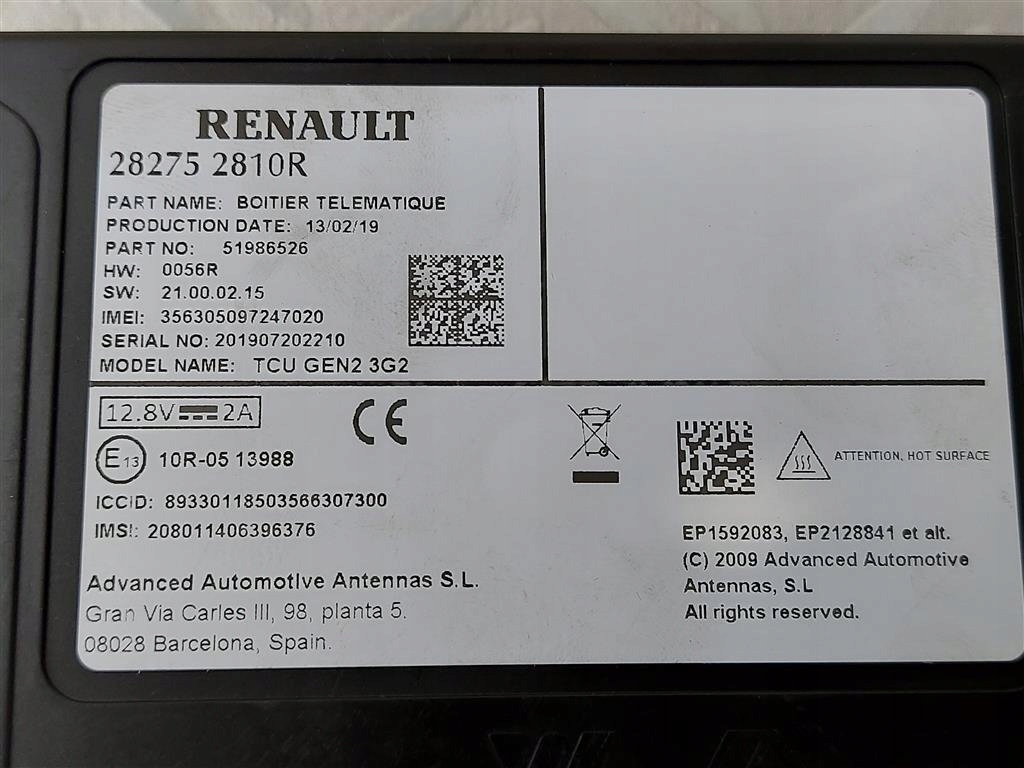 RENAULT
28275 2810R
PART NAME: BOITIER TELEMATIQUE
PRODUCTION DATE: 13/02/19
PART NO: 51986526
HW: 0056R
SW: 21.00.02.15
IMEI: 356305097247020
SERIAL NO: 201907202210
MODEL NAME: TCU GEN2 3G2
12.8V 2A
CE
E13 10R-05 13988
ICCID: 89330118503566307300
IMSI: 208011406396376
Advanced Automotive Antennas S.L.
Gran Via Carles III, 98, planta 5.
08028 Barcelona, Spain.
ATTENTION, HOT SURFACE
EP1592083, EP2128841 et alt.
(C) 2009 Advanced Automotive
Antennas, S.L
All rights reserved.